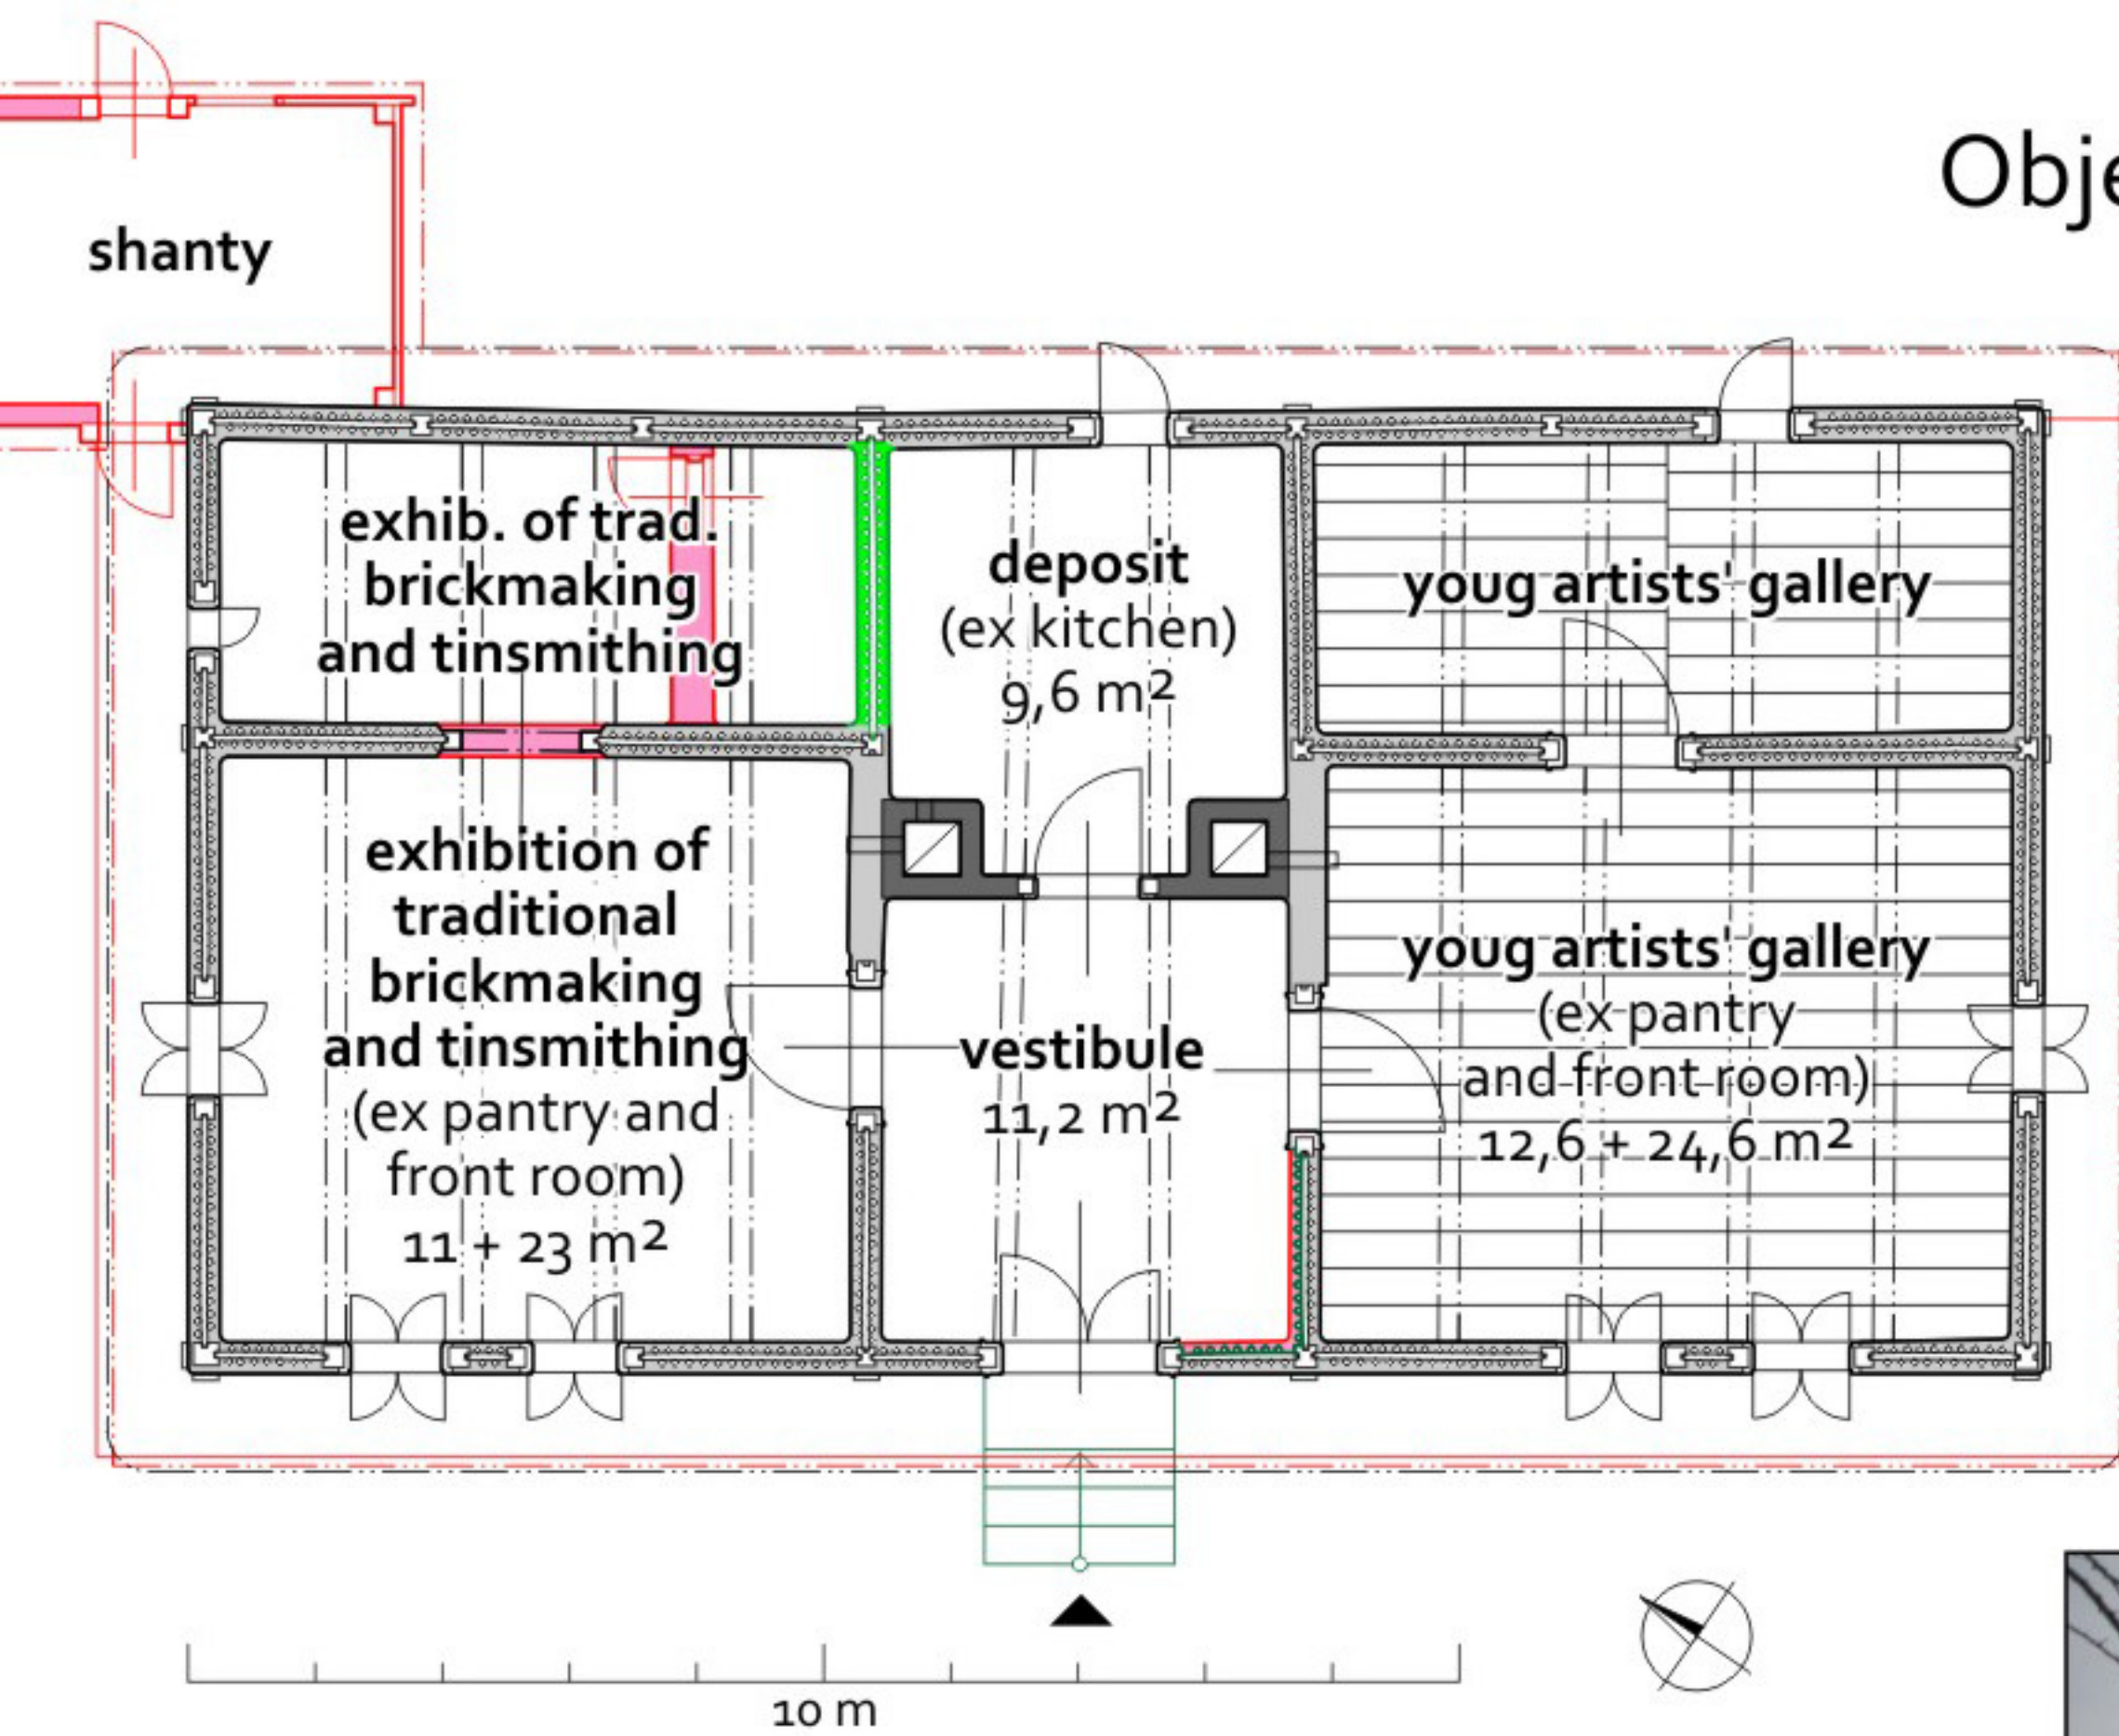 Obje
shanty
exhib. of trad.
brickmaking
and tinsmithing
deposit
(ex kitchen)
9,6 m²
youg artists' gallery
exhibition of
traditional
brickmaking
and tinsmithing
(ex pantry and
front room)
11 + 23 m²
vestibule
11,2 m²
youg artists' gallery
(ex pantry
and front room)
12,6 + 24,6 m²
10 m